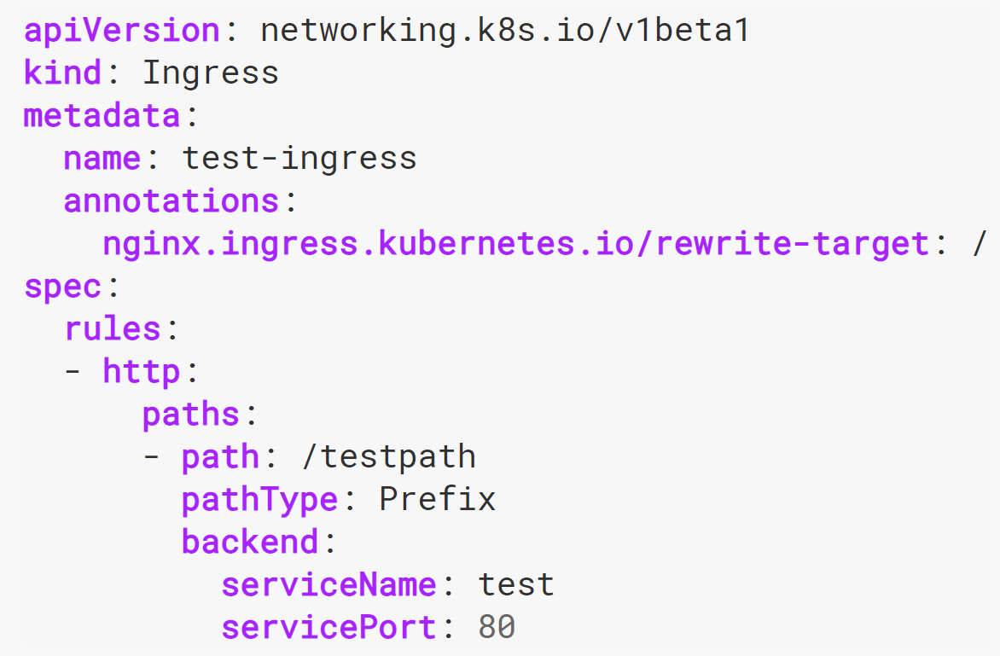 apiVersion: networking.k8s.io/v1beta1
kind: Ingress
metadata:
  name: test-ingress
  annotations:
    nginx.ingress.kubernetes.io/rewrite-target: /
spec:
  rules:
  - http:
      paths:
      - path: /testpath
        pathType: Prefix
        backend:
          serviceName: test
          servicePort: 80